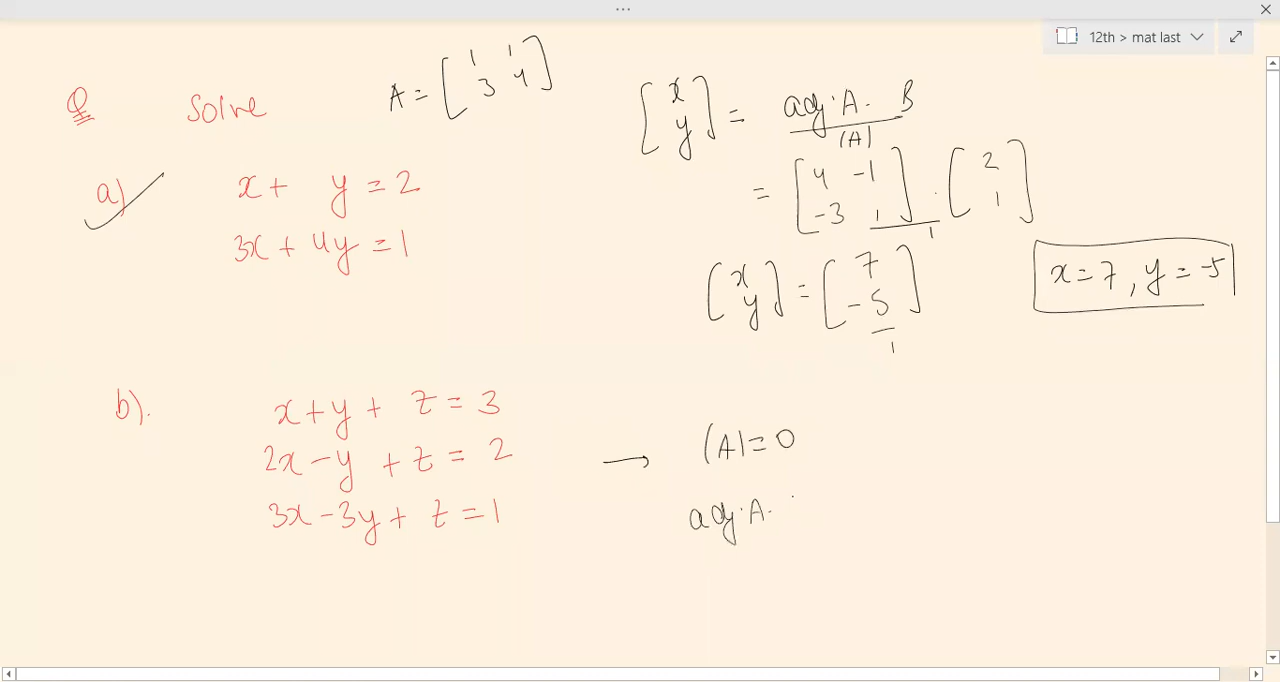 12th > mat last
Q Solve
A = [1 1
3 4]
a) x + y = 2
3x + 4y = 1
[x
y] = adj·A. B
|A|
= [4 -1
-3 1] . [2
1]
1
[x
y] = [7
-5]
1
x = 7, y = -5
b). x + y + z = 3
2x - y + z = 2
3x - 3y + z = 1
→ |A| = 0
adj·A.